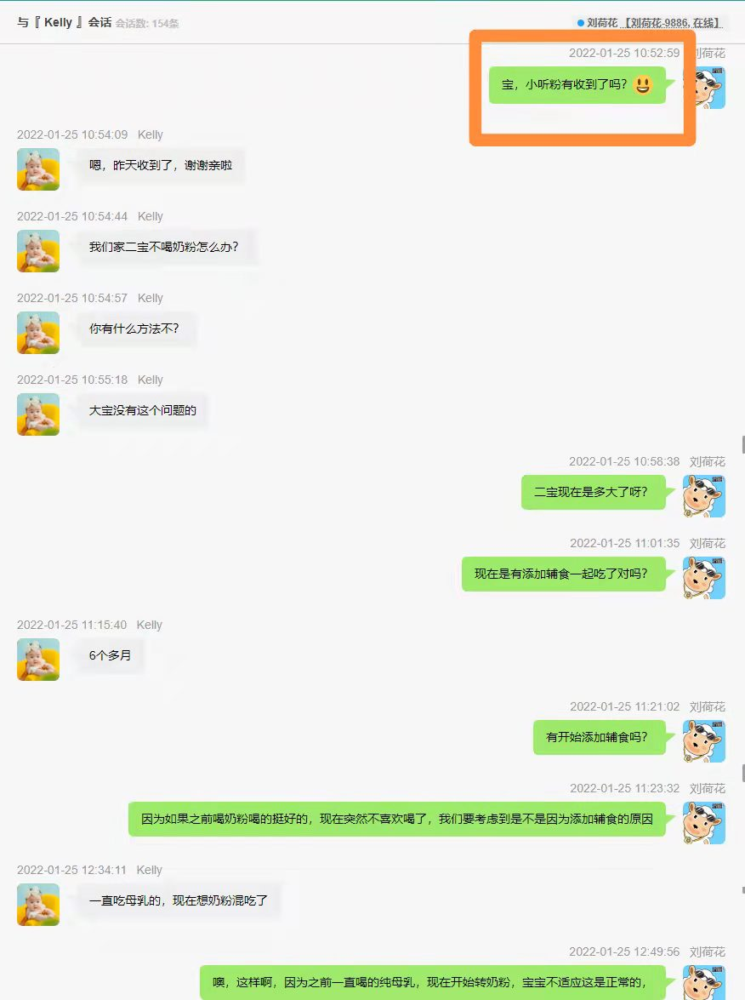 与『 Kelly 』会话 会话数: 154条
刘荷花 【刘荷花-9886, 在线】
2022-01-25 10:52:59 刘荷花
宝，小听粉有收到了吗？😃
2022-01-25 10:54:09 Kelly
嗯，昨天收到了，谢谢亲啦
2022-01-25 10:54:44 Kelly
我们家二宝不喝奶粉怎么办？
2022-01-25 10:54:57 Kelly
你有什么方法不？
2022-01-25 10:55:18 Kelly
大宝没有这个问题的
2022-01-25 10:58:38 刘荷花
二宝现在是多大了呀？
2022-01-25 11:01:35 刘荷花
现在是有添加辅食一起吃了对吗？
2022-01-25 11:15:40 Kelly
6个多月
2022-01-25 11:21:02 刘荷花
有开始添加辅食吗？
2022-01-25 11:23:32 刘荷花
因为如果之前喝奶粉喝的挺好的，现在突然不喜欢喝了，我们要考虑到是不是因为添加辅食的原因
2022-01-25 12:34:11 Kelly
一直吃母乳的，现在想奶粉混吃了
2022-01-25 12:49:56 刘荷花
噢，这样啊，因为之前一直喝的纯母乳，现在开始转奶粉，宝宝不适应这是正常的，